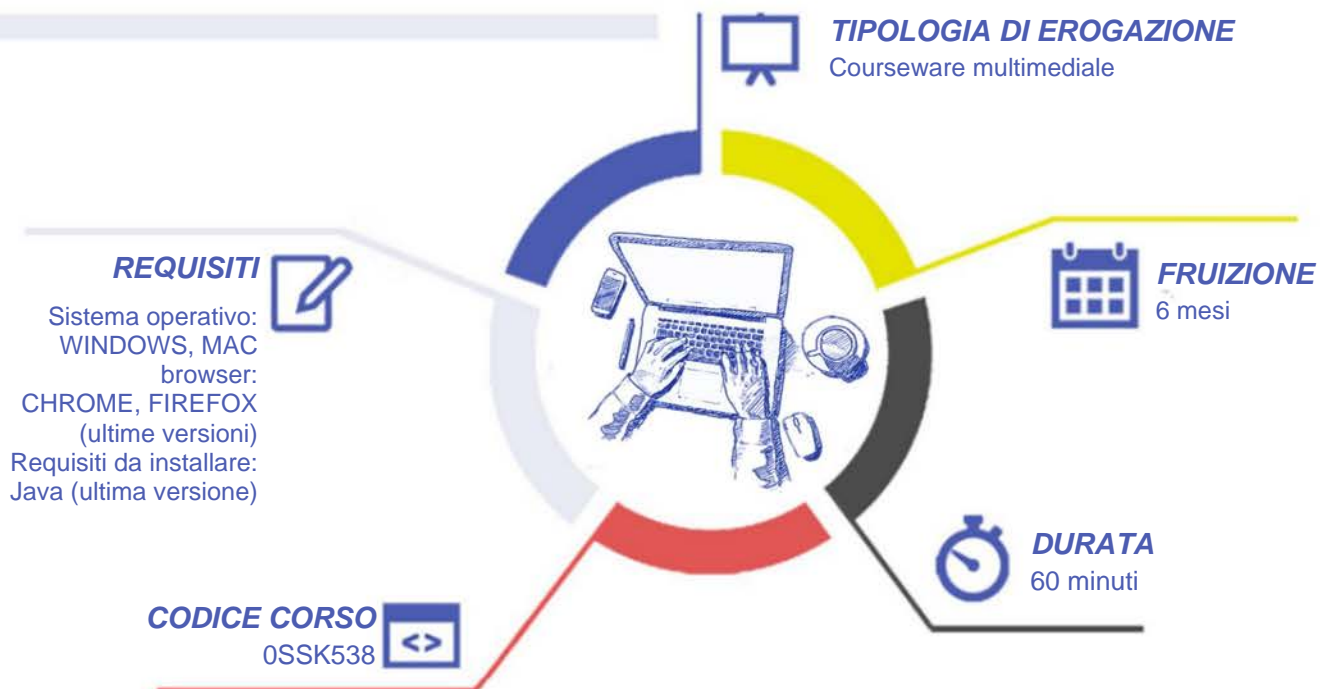 TIPOLOGIA DI EROGAZIONE
Courseware multimediale
REQUISITI
Sistema operativo:
WINDOWS, MAC
browser:
CHROME, FIREFOX
(ultime versioni)
Requisiti da installare:
Java (ultima versione)
FRUIZIONE
6 mesi
DURATA
60 minuti
CODICE CORSO
0SSK538